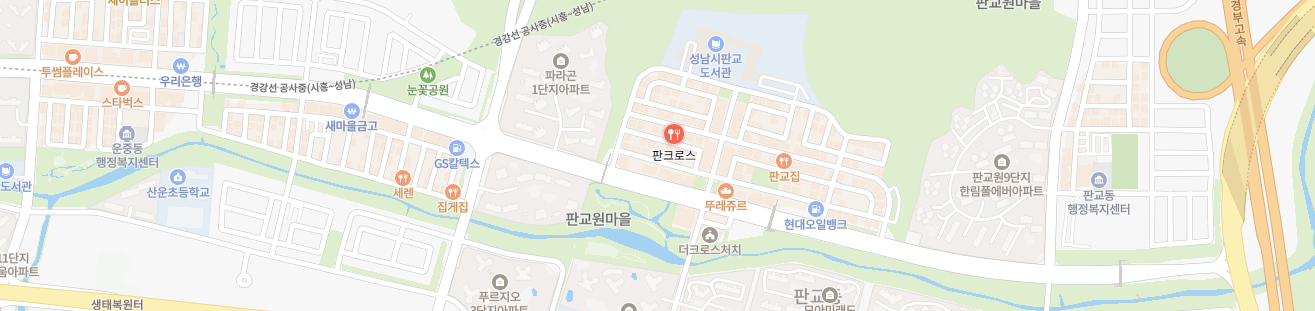 세이글러스
판교원마을
경부고속
경강선 공사중(시흥~성남)
투썸플레이스
우리은행
스타벅스
경강선 공사중(시흥~성남)
눈꽃공원
파라곤
1단지아파트
성남시판교
도서관
새마을금고
운중동
행정복지센터
GS칼텍스
판크로스
판교집
판교원9단지
한림풀에버아파트
도서관
산운초등학교
세렌
집게집
뚜레쥬르
판교동
행정복지센터
판교원마을
현대오일뱅크
더크로스처치
11단지
푸르지오
판교동
생태복원터